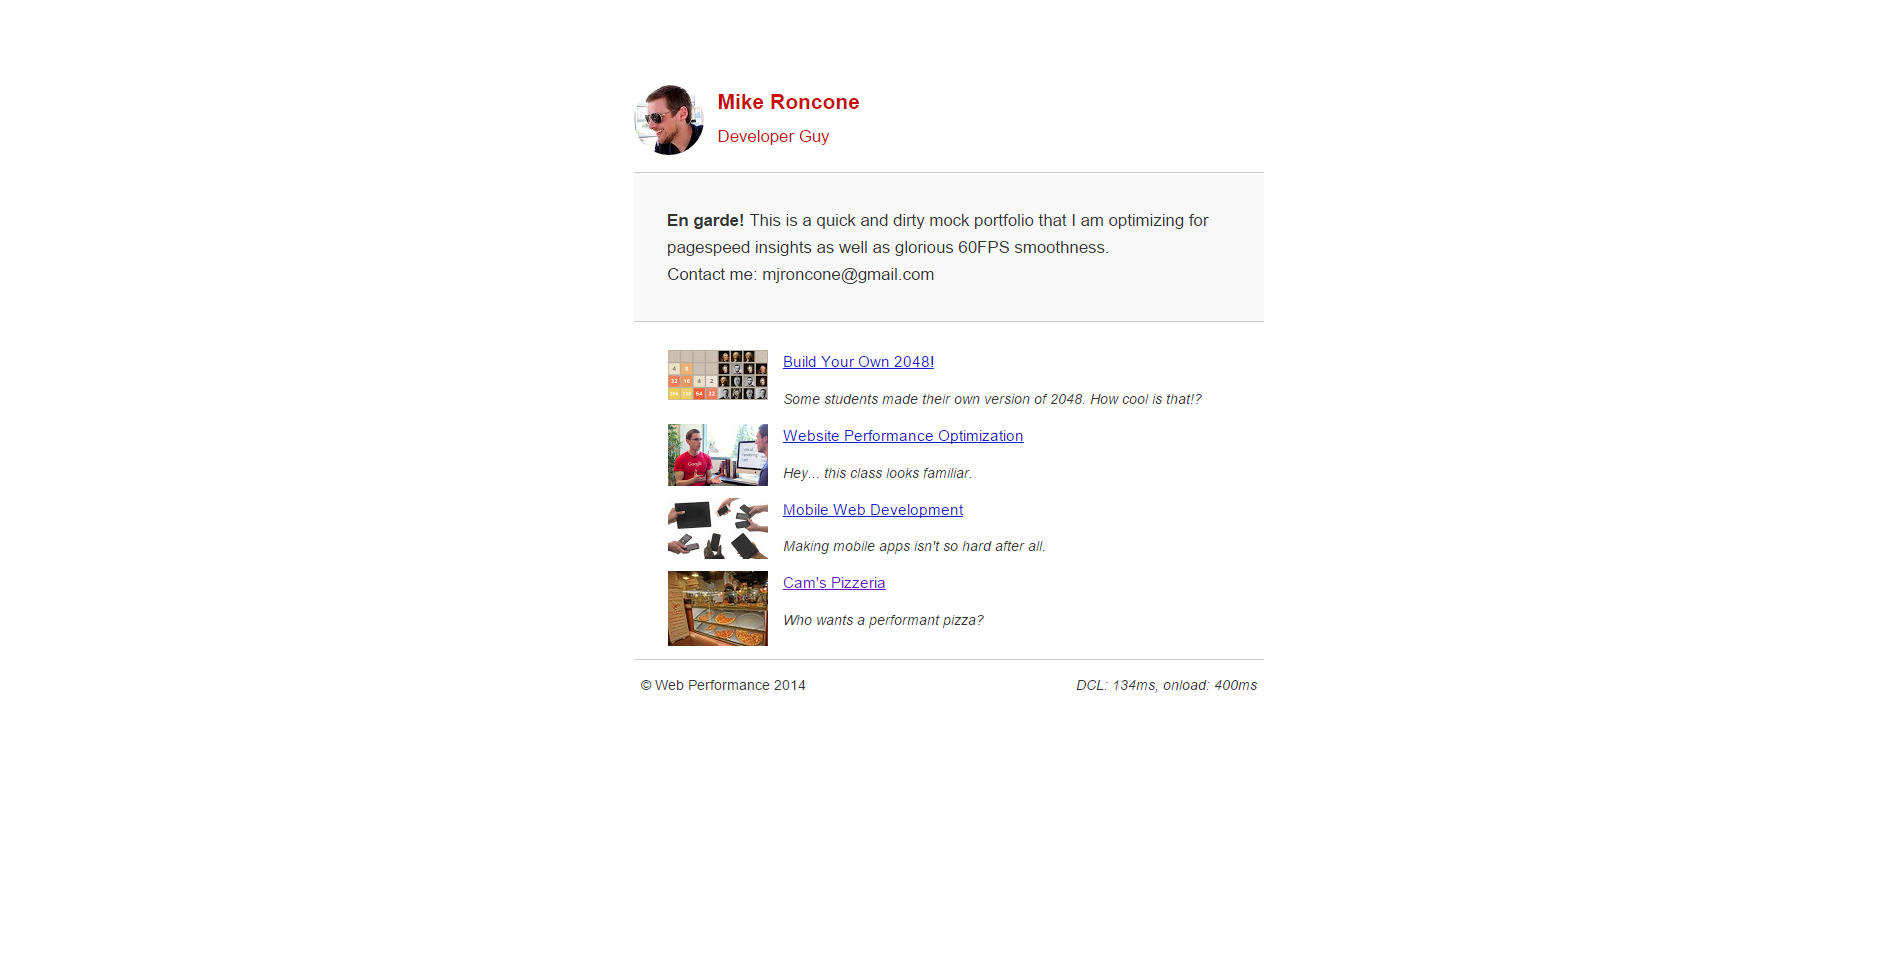 Mike Roncone
Developer Guy
En garde! This is a quick and dirty mock portfolio that I am optimizing for
pagespeed insights as well as glorious 60FPS smoothness.
Contact me: mjroncone@gmail.com
Build Your Own 2048!
Some students made their own version of 2048. How cool is that!?
Website Performance Optimization
Google
Hey... this class looks familiar.
Mobile Web Development
Making mobile apps isn't so hard after all.
Cam's Pizzeria
Who wants a performant pizza?
© Web Performance 2014
DCL: 134ms, onload: 400ms